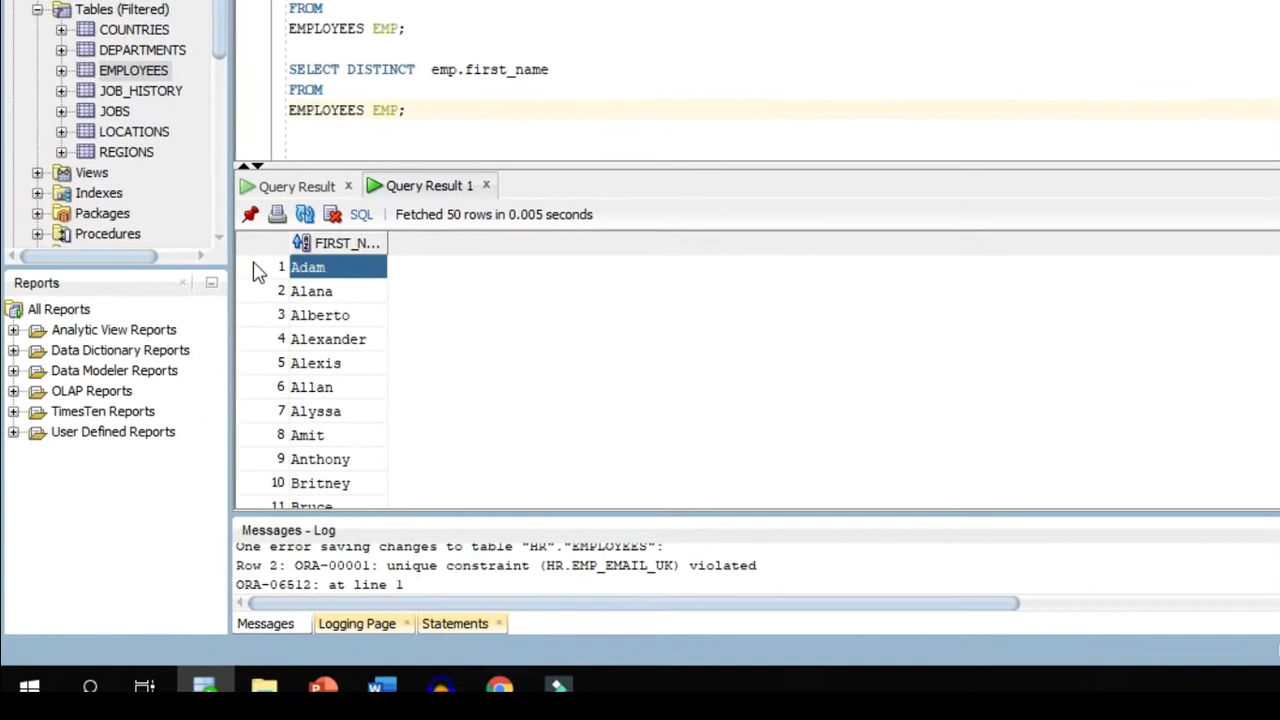 Tables (Filtered)
COUNTRIES
DEPARTMENTS
EMPLOYEES
JOB_HISTORY
JOBS
LOCATIONS
REGIONS
Views
Indexes
Packages
Procedures
Reports
All Reports
Analytic View Reports
Data Dictionary Reports
Data Modeler Reports
OLAP Reports
TimesTen Reports
User Defined Reports
FROM
EMPLOYEES EMP;
SELECT DISTINCT  emp.first_name
FROM
EMPLOYEES EMP;
Query Result
Query Result 1
SQL
Fetched 50 rows in 0.005 seconds
FIRST_N...
1 Adam
2 Alana
3 Alberto
4 Alexander
5 Alexis
6 Allan
7 Alyssa
8 Amit
9 Anthony
10 Britney
11 Bruce
Messages - Log
One error saving changes to table "HR"."EMPLOYEES":
Row 2: ORA-00001: unique constraint (HR.EMP_EMAIL_UK) violated
ORA-06512: at line 1
Messages
Logging Page
Statements